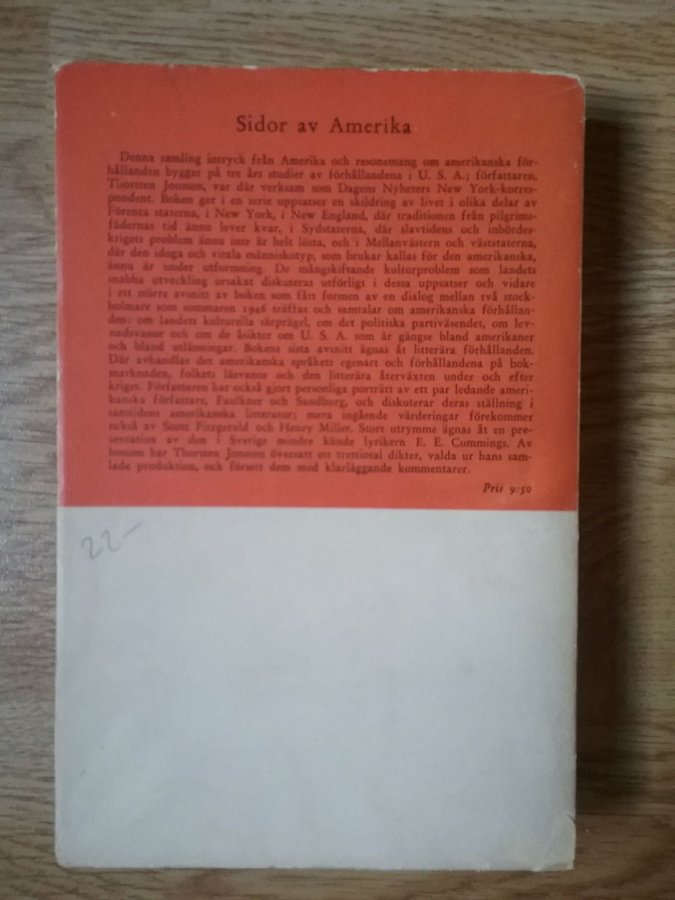 Sidor av Amerika
Denna samling intryck från Amerika och resonemang om amerikanska för-
hållanden bygger på tre års studier av förhållandena i U. S. A.; författaren,
Thorsten Jonsson, var där verksam som Dagens Nyheters New York-korres-
pondent. Boken ger i en serie uppsatser en skildring av livet i olika delar av
Förenta staterna, i New York, i New England, där traditionen från pilgrims-
fädernas tid ännu lever kvar, i Sydstaterna, där slavtidens och inbördes-
krigets problem ännu inte är helt lösta, och i Mellanvästern och väststaterna,
där den idoga och vitala människotyp, som brukar kallas för den amerikanska,
ännu är under utformning. De mångskiftande kulturproblem som landets
snabba utveckling orsakat diskuteras utförligt i dessa uppsatser och vidare
i ett större avsnitt av boken som fått formen av en dialog mellan två stock-
holmare som sommaren 1946 träffas och samtalar om amerikanska förhållan-
den: om landets kulturella särprägel, om det politiska partiväsendet, om lev-
nadsvanor och om de åsikter om U. S. A. som är gängse bland amerikaner
och bland utlänningar. Bokens sista avsnitt ägnas åt litterära förhållanden.
Där avhandlas det amerikanska språkets egenart och förhållandena på bok-
marknaden, folkets läsvanor och den litterära återväxten under och efter
kriget. Författaren har också gjort personliga porträtt av ett par ledande ameri-
kanska författare, Faulkner och Sandburg, och diskuterar deras ställning i
samtidens amerikanska litteratur; mera ingående värderingar förekommer
också av Scott Fitzgerald och Henry Miller. Stort utrymme ägnas åt en pre-
sentation av den i Sverige mindre kände lyrikern E. E. Cummings. Av
honom har Thorsten Jonsson översatt ett trettiotal dikter, valda ur hans sam-
lade produktion, och försett dem med klarläggande kommentarer.
Pris 9:50
22-